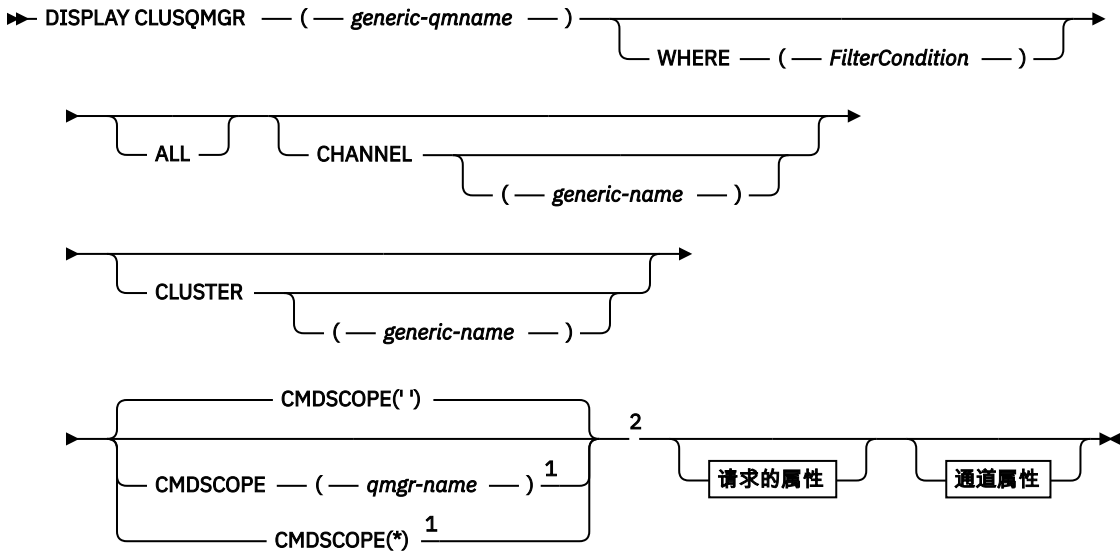 DISPLAY CLUSQMGR ( generic-qmname )
WHERE ( FilterCondition )
ALL CHANNEL
( generic-name )
CLUSTER
( generic-name )
CMDSCOPE(' ')
2
CMDSCOPE ( qmgr-name ) 1
请求的属性 通道属性
CMDSCOPE(*) 1